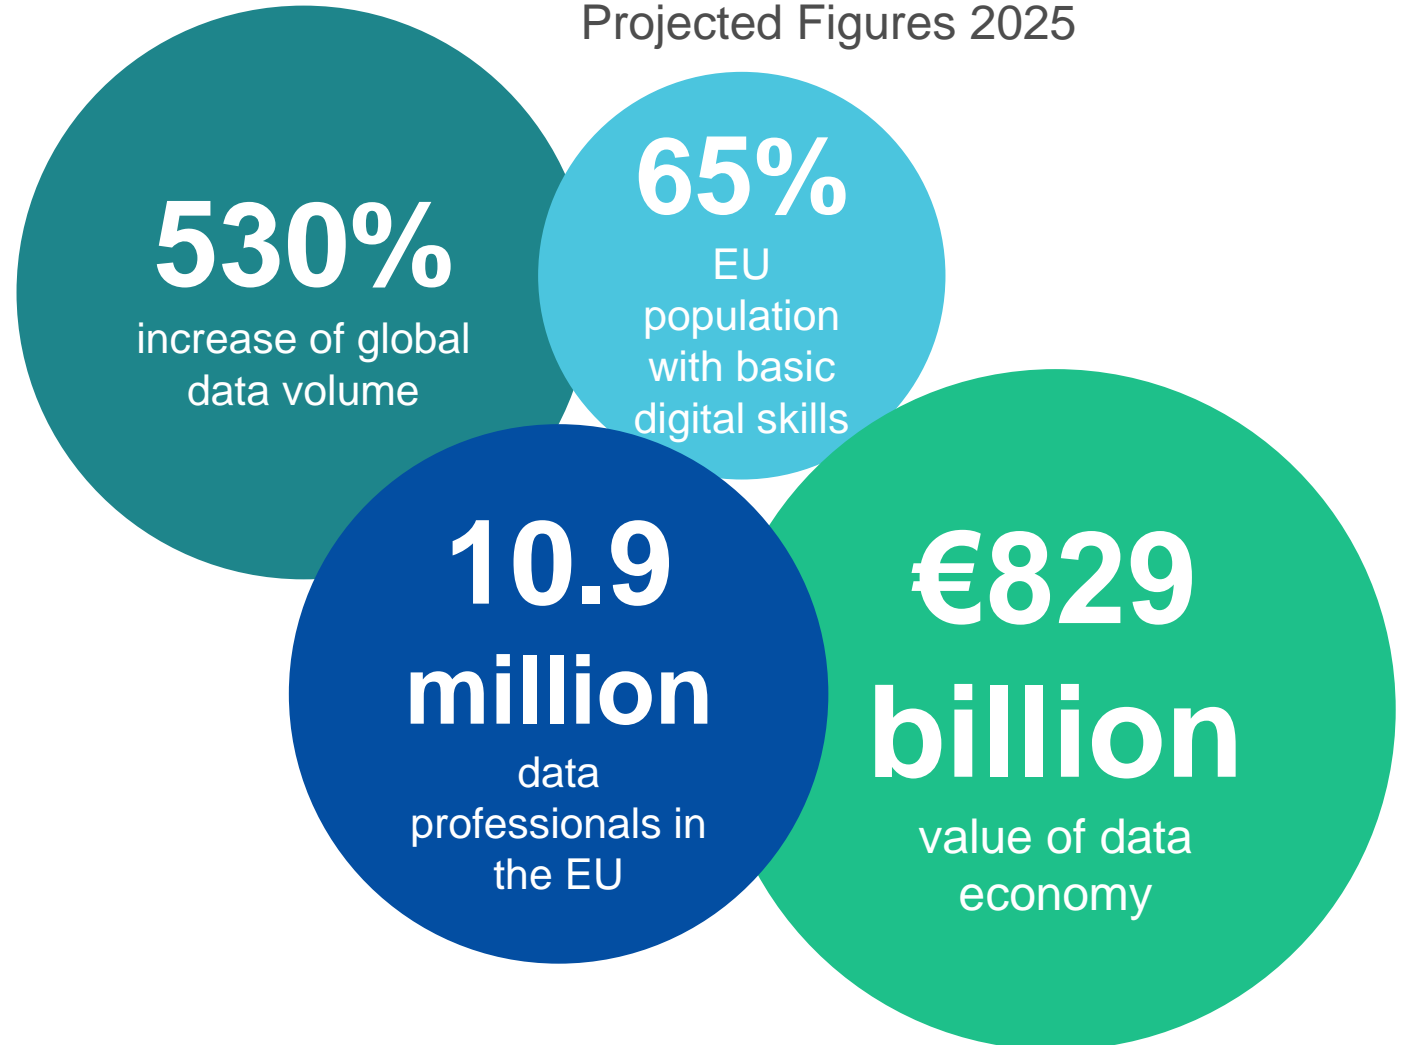 Projected Figures 2025
530%
increase of global
data volume
65%
EU
population
with basic
digital skills
10.9
million
data
professionals in
the EU
€829
billion
value of data
economy